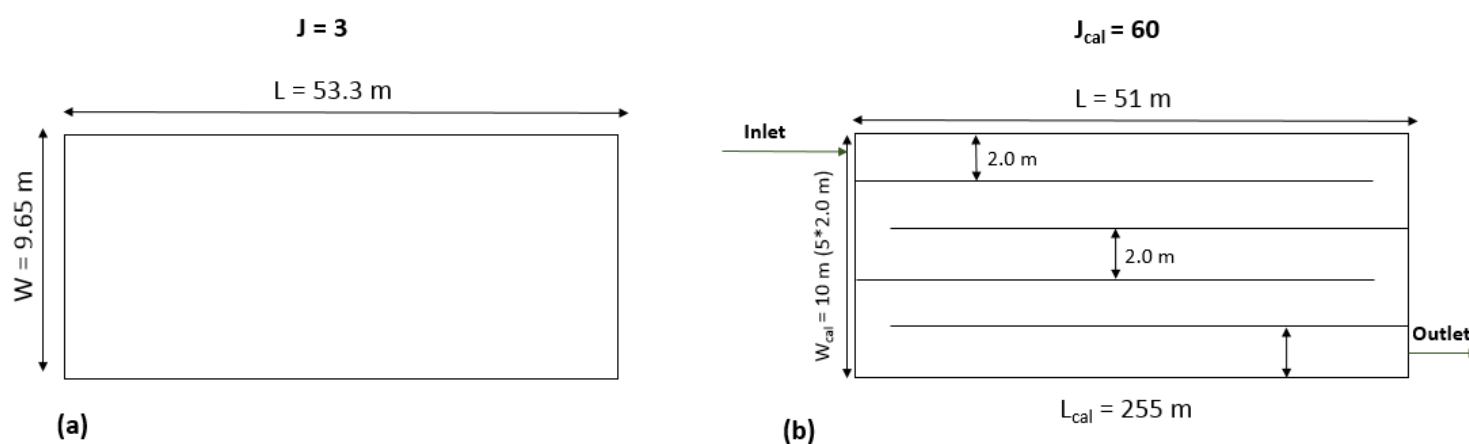 J = 3
L = 53.3 m
W = 9.65 m
(a)
J_cal = 60
L = 51 m
Inlet
2.0 m
W_cal = 10 m (5*2.0 m)
2.0 m
Outlet
L_cal = 255 m
(b)